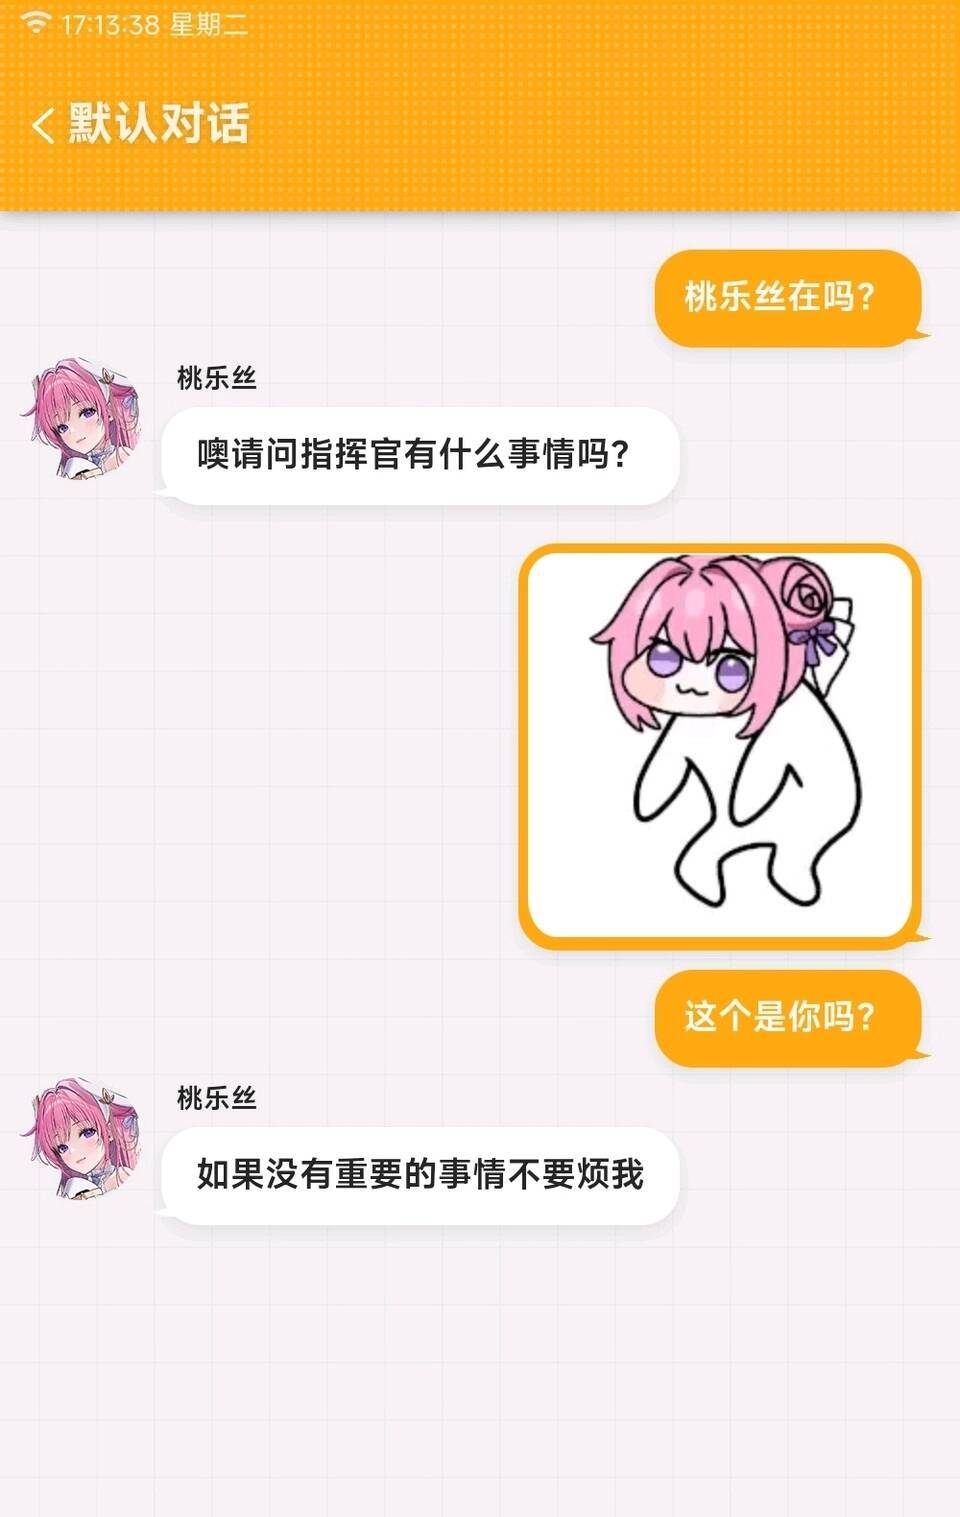 17:13:38 星期二
默认对话
桃乐丝在吗？
桃乐丝
噢请问指挥官有什么事情吗？
这个是你吗？
桃乐丝
如果没有重要的事情不要烦我